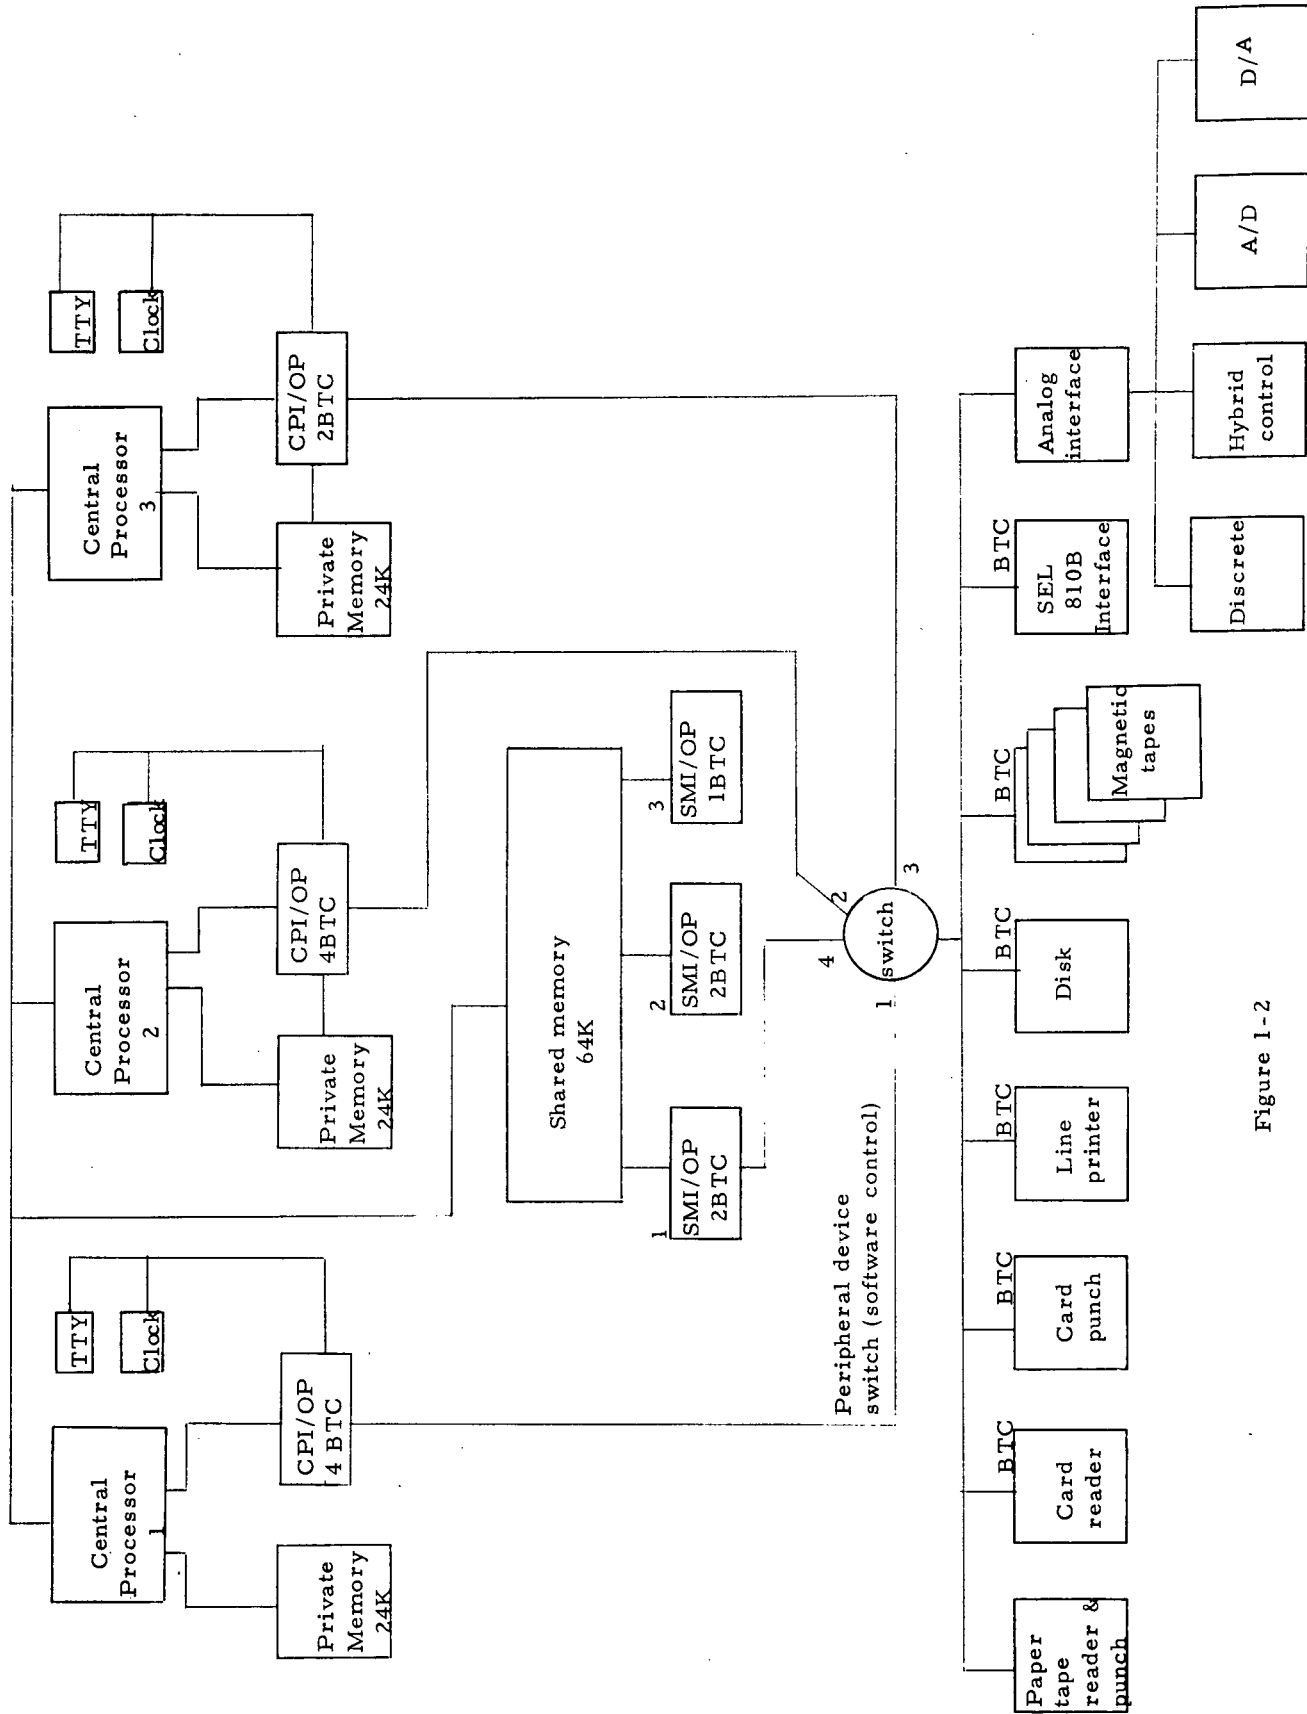 TTY
Clock
Central
Processor
1
CPI/OP
4 BTC
Private
Memory
24K
TTY
Clock
Central
Processor
2
CPI/OP
4BTC
Private
Memory
24K
TTY
Clock
Central
Processor
3
CPI/OP
2BTC
Private
Memory
24K
Shared memory
64K
1
SMI/OP
2BTC
2
SMI/OP
2BTC
3
SMI/OP
1BTC
Peripheral device
switch (software control)
1
4
2
3
switch
Paper
tape
reader &
punch
BTC
Card
reader
BTC
Card
punch
BTC
Line
printer
BTC
Disk
BTC
Magnetic
tapes
BTC
SEL
810B
Interface
Analog
interface
Discrete
Hybrid
control
A/D
D/A
Figure 1-2